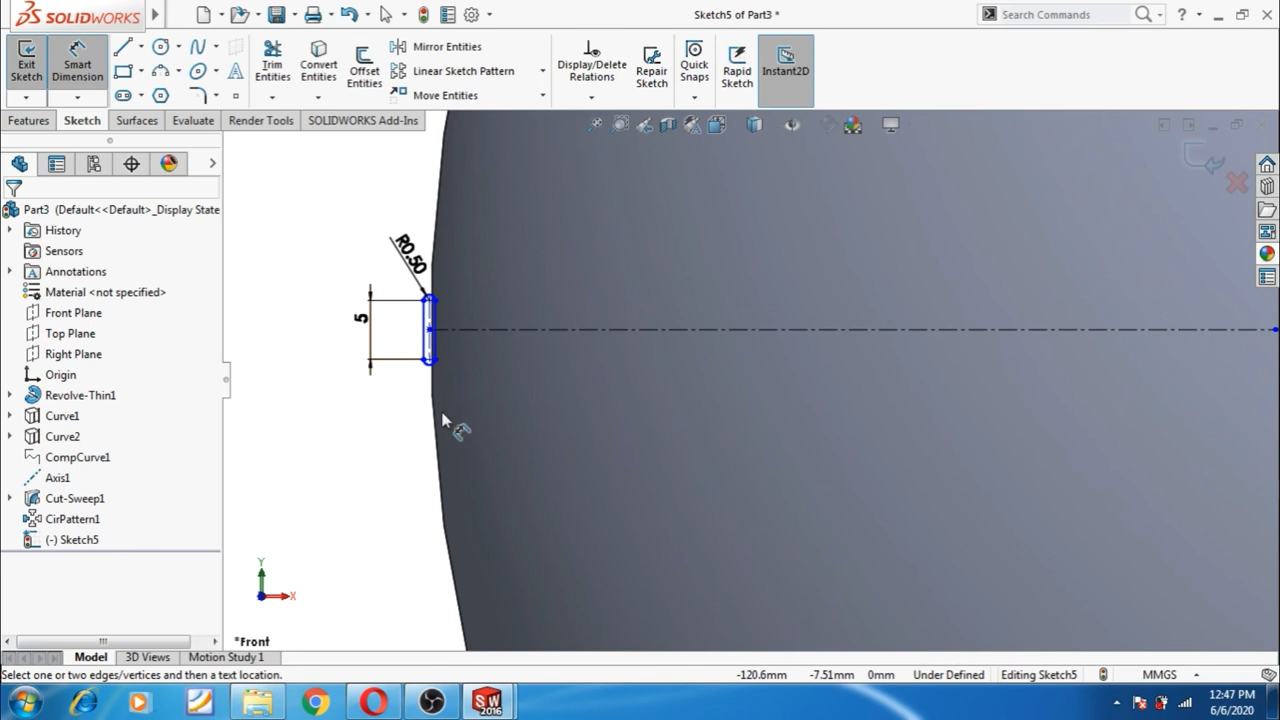 SOLIDWORKS
Sketch5 of Part3 *
Search Commands
Exit Sketch
Smart Dimension
Trim Entities
Convert Entities
Offset Entities
Mirror Entities
Linear Sketch Pattern
Move Entities
Display/Delete Relations
Repair Sketch
Quick Snaps
Rapid Sketch
Instant2D
Features
Sketch
Surfaces
Evaluate
Render Tools
SOLIDWORKS Add-Ins
Part3 (Default<<Default>_Display State
History
Sensors
Annotations
Material <not specified>
Front Plane
Top Plane
Right Plane
Origin
Revolve-Thin1
Curve1
Curve2
CompCurve1
Axis1
Cut-Sweep1
CirPattern1
(-) Sketch5
R0.50
5
Y
X
*Front
Model
3D Views
Motion Study 1
Select one or two edges/vertices and then a text location.
-120.6mm
-7.51mm
0mm
Under Defined
Editing Sketch5
MMGS
SW
2016
12:47 PM
6/6/2020